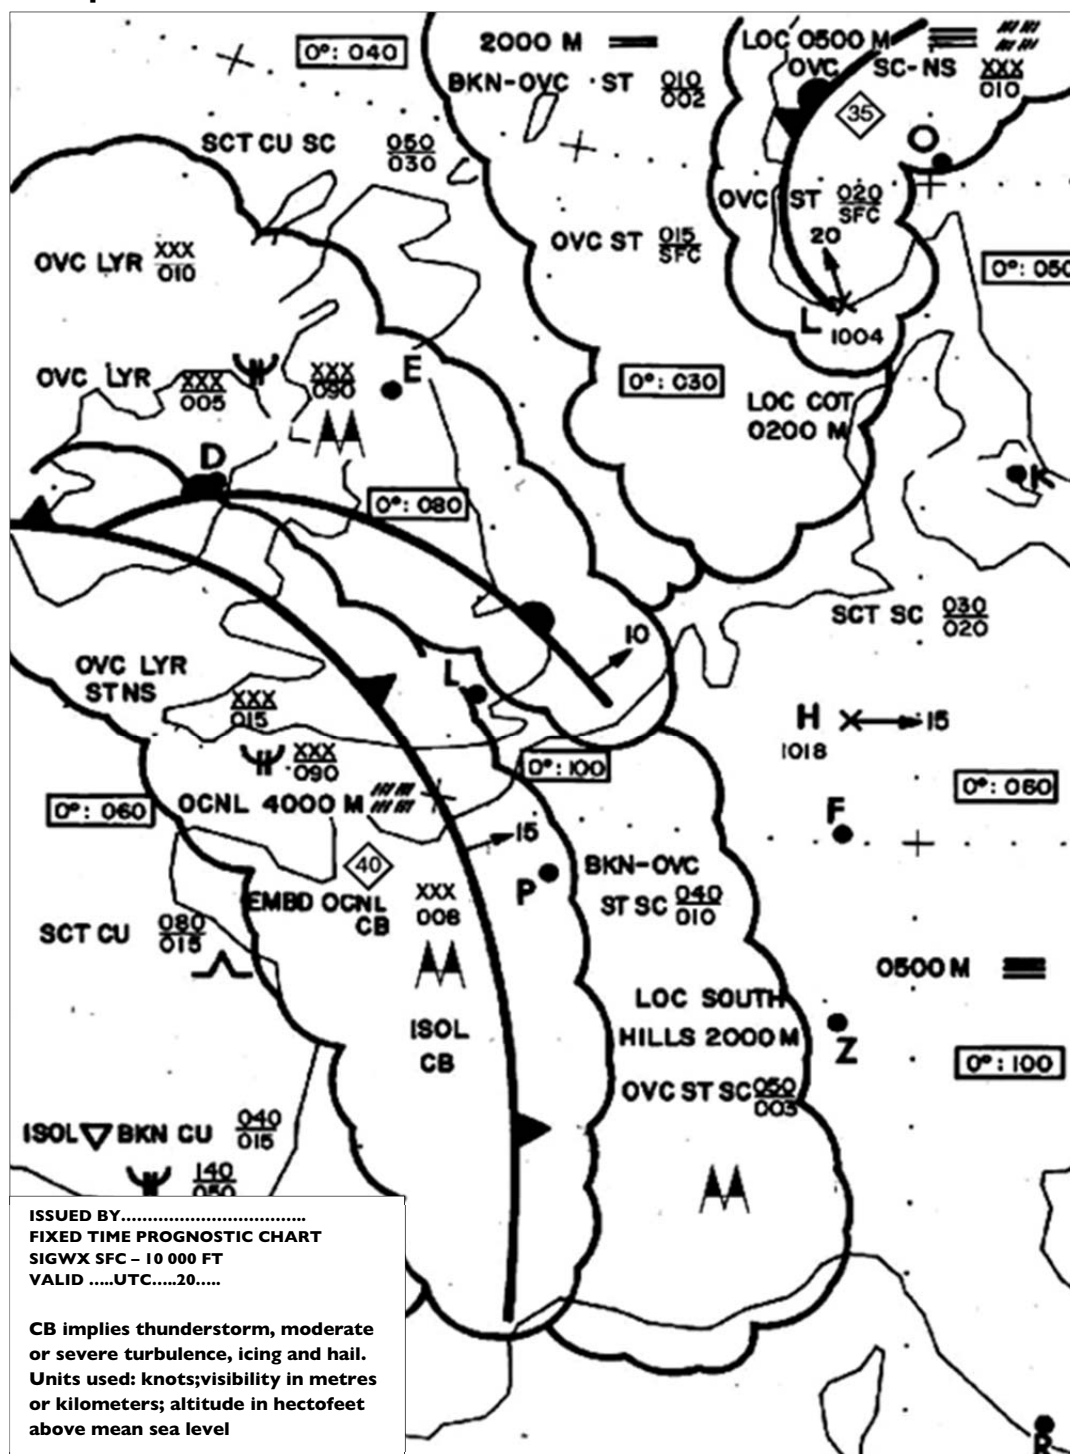 0°: 040
2000 M
BKN-OVC ST 010
002
LOC 0500 M
OVC SC-NS XXX
010
35
O
SCT CU SC 050
030
OVC ST 020
SFC
20
OVC ST 015
SFC
OVC LYR XXX
010
0°: 050
L 1004
E
OVC LYR XXX
005
XXX
090
0°: 030
LOC COT
0200 M
D
K
0°: 080
SCT SC 030
020
10
OVC LYR
ST NS
XXX
015
L
H 15
1018
XXX
090
0°: 100
0°: 060
OCNL 4000 M
0°: 060
F
15
40
BKN-OVC
ST SC 040
010
P
EMBD OCNL
CB
XXX
008
SCT CU 080
015
0500 M
LOC SOUTH
HILLS 2000 M
ISOL
CB
Z
0°: 100
OVC ST SC 050
003
ISOL BKN CU 040
015
140
050
ISSUED BY...................................
FIXED TIME PROGNOSTIC CHART
SIGWX SFC – 10 000 FT
VALID .....UTC.....20.....
CB implies thunderstorm, moderate
or severe turbulence, icing and hail.
Units used: knots;visibility in metres
or kilometers; altitude in hectofeet
above mean sea level